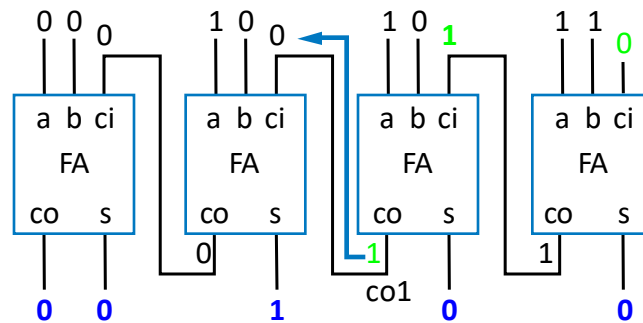 0 0 0 1 0 0 1 0 1 1 1 0
a b ci a b ci a b ci a b ci
FA FA FA FA
co s co s co s co s
0 1 1
co1
0 0 1 0 0